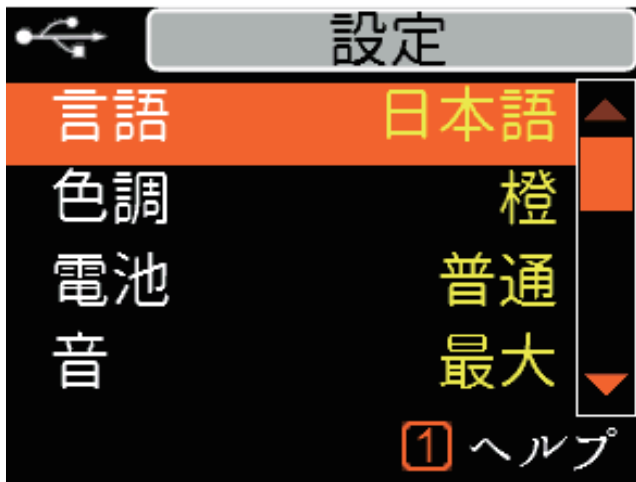 設定
言語 日本語
色調 橙
電池 普通
音 最大
1 ヘルプ